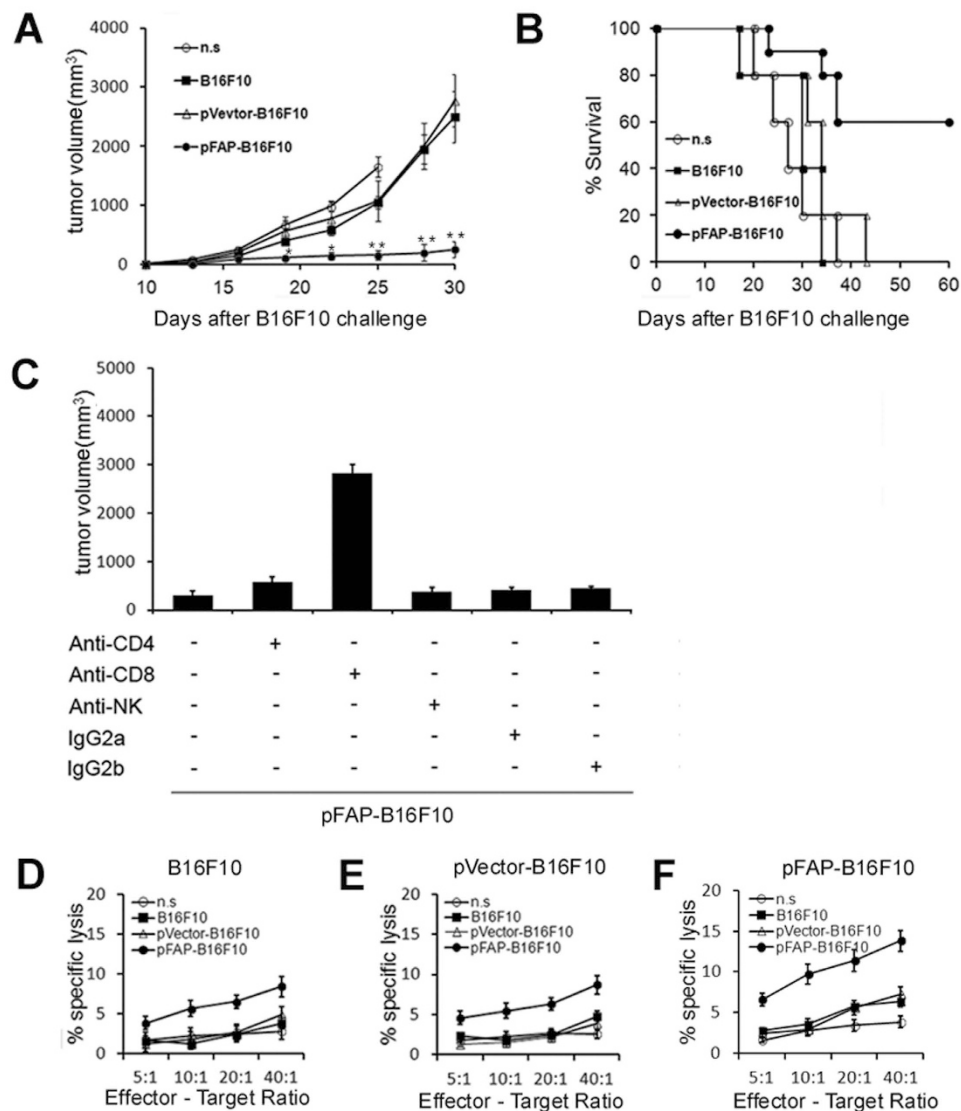 A
tumor volume(mm³)
4000
3000
2000
1000
0
n.s
B16F10
pVevtor-B16F10
pFAP-B16F10
* * ** ** **
10 15 20 25 30
Days after B16F10 challenge
B
% Survival
100
80
60
40
20
0
n.s
B16F10
pVector-B16F10
pFAP-B16F10
0 10 20 30 40 50 60
Days after B16F10 challenge
C
tumor volume(mm³)
5000
4000
3000
2000
1000
0
Anti-CD4 - + - - - -
Anti-CD8 - - + - - -
Anti-NK - - - + - -
IgG2a - - - - + -
IgG2b - - - - - +
pFAP-B16F10
D
B16F10
% specific lysis
20
15
10
5
0
n.s
B16F10
pVector-B16F10
pFAP-B16F10
5:1 10:1 20:1 40:1
Effector - Target Ratio
E
pVector-B16F10
% specific lysis
20
15
10
5
0
n.s
B16F10
pVector-B16F10
pFAP-B16F10
5:1 10:1 20:1 40:1
Effector - Target Ratio
F
pFAP-B16F10
% specific lysis
20
15
10
5
0
n.s
B16F10
pVector-B16F10
pFAP-B16F10
5:1 10:1 20:1 40:1
Effector - Target Ratio